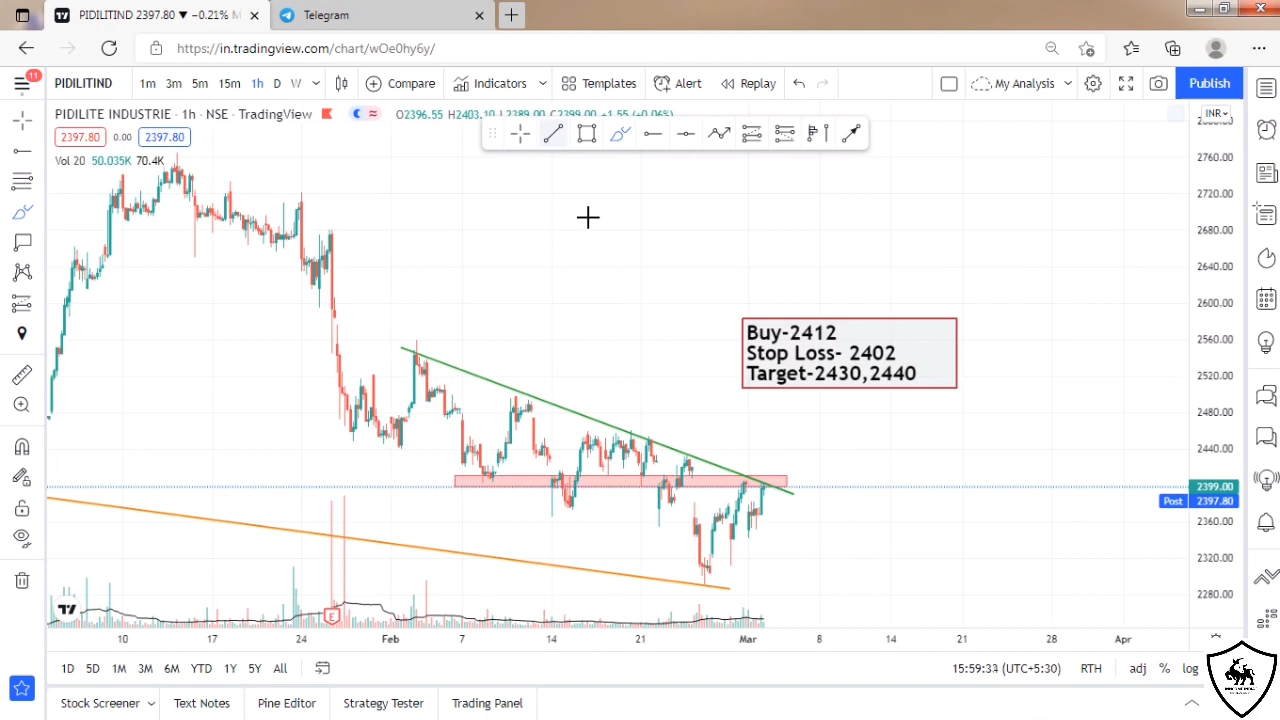 PIDILITIND 2397.80 ▼ −0.21% M
Telegram
https://in.tradingview.com/chart/wOe0hy6y/
11
PIDILITIND 1m 3m 5m 15m 1h D W Compare Indicators Templates Alert Replay My Analysis Publish
PIDILITE INDUSTRIE · 1h · NSE · TradingView O2396.55 H2403.10 L2389.00 C2399.00 +1.55 (+0.06%)
INR
2397.80 0.00 2397.80
Vol 20 50.035K 70.4K
2760.00
2720.00
2680.00
2640.00
2600.00
2560.00
2520.00
2480.00
2440.00
2399.00
Post 2397.80
2360.00
2320.00
2280.00
Buy-2412
Stop Loss- 2402
Target-2430,2440
E
10 17 24 Feb 7 14 21 Mar 8 14 21 28 Apr
1D 5D 1M 3M 6M YTD 1Y 5Y All
(UTC+5:30) RTH adj % log
Stock Screener Text Notes Pine Editor Strategy Tester Trading Panel